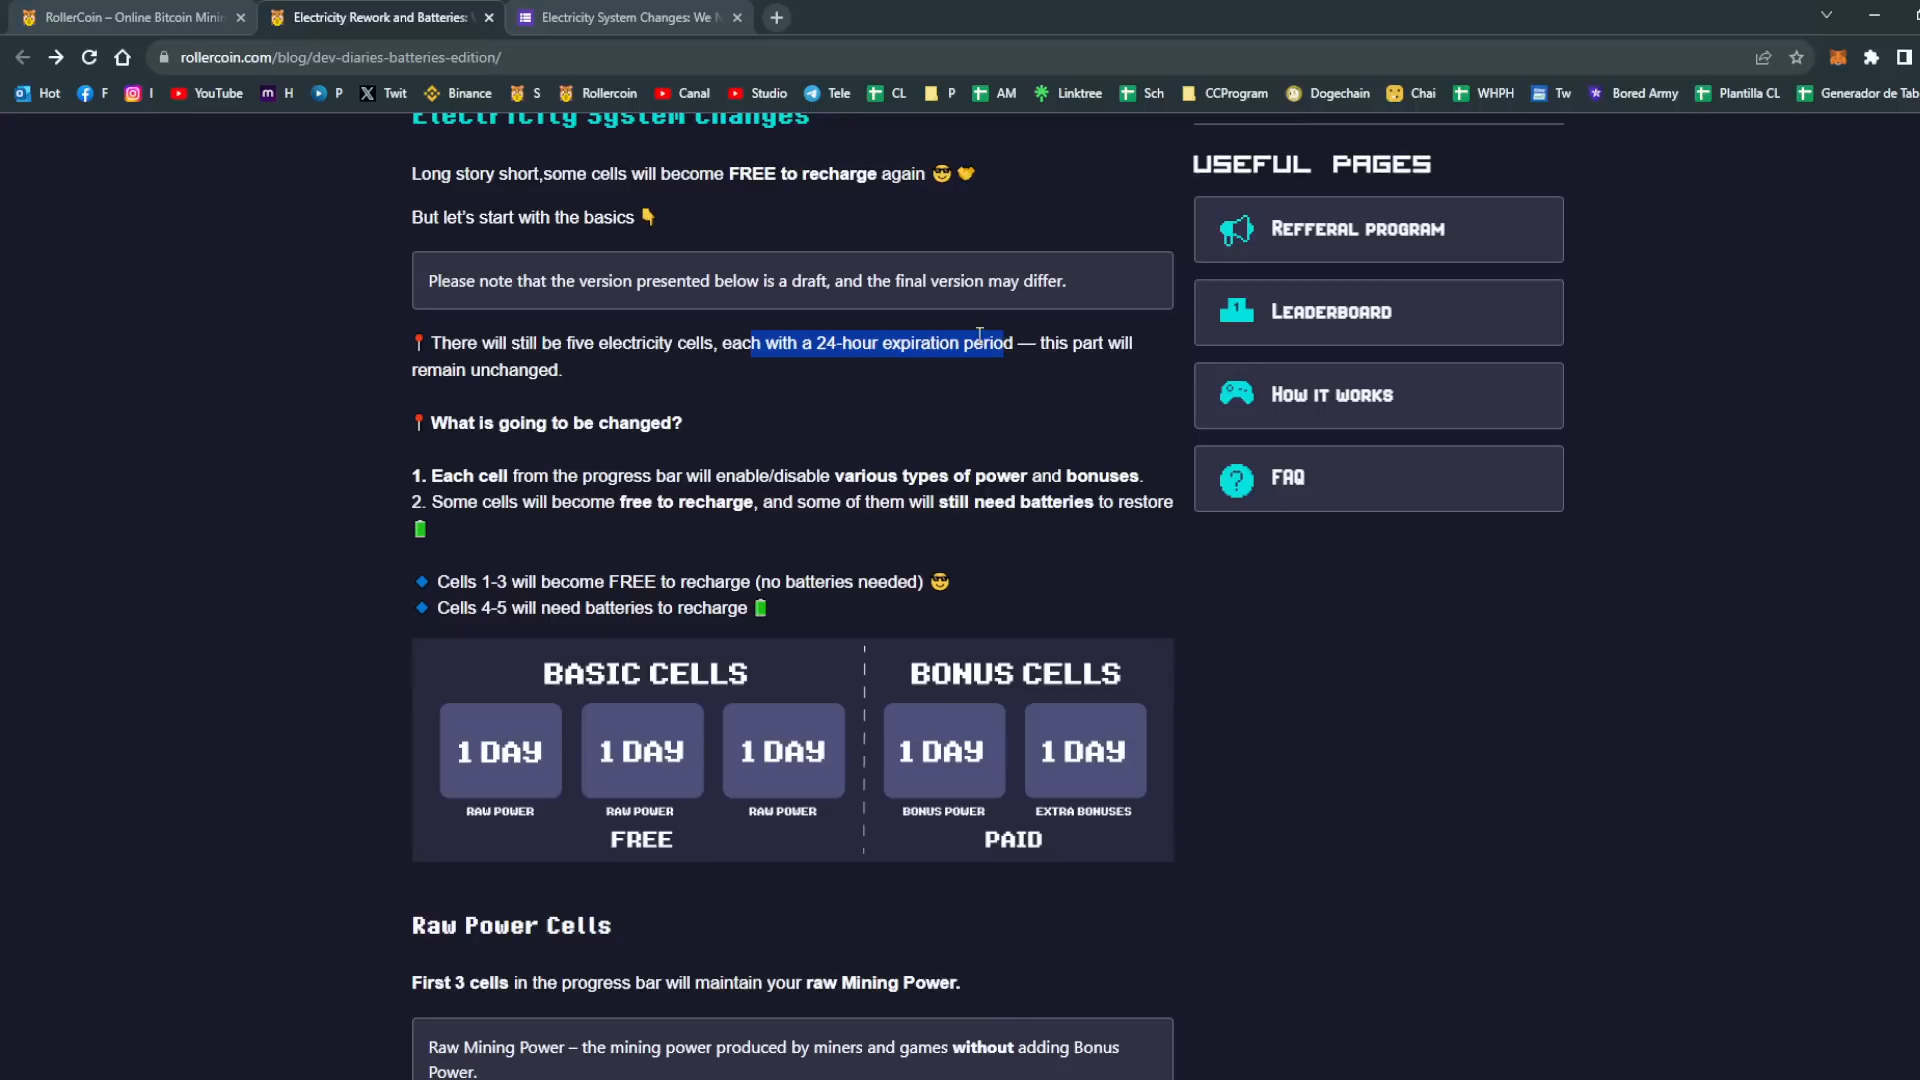 RollerCoin – Online Bitcoin Mini
Electricity Rework and Batteries:
Electricity System Changes: We
rollercoin.com/blog/dev-diaries-batteries-edition/
Hot
F
I
YouTube
H
P
Twit
Binance
S
Rollercoin
Canal
Studio
Tele
CL
P
AM
Linktree
Sch
CCProgram
Dogechain
Chai
WHPH
Tw
Bored Army
Plantilla CL
Generador de Tab
Electricity System Changes
Long story short,some cells will become FREE to recharge again 😎 🤝
But let's start with the basics 👇
Please note that the version presented below is a draft, and the final version may differ.
📍 There will still be five electricity cells, each with a 24-hour expiration period — this part will
remain unchanged.
📍 What is going to be changed?
1. Each cell from the progress bar will enable/disable various types of power and bonuses.
2. Some cells will become free to recharge, and some of them will still need batteries to restore
🔋
🔹 Cells 1-3 will become FREE to recharge (no batteries needed) 😎
🔹 Cells 4-5 will need batteries to recharge 🔋
BASIC CELLS
BONUS CELLS
1 DAY
1 DAY
1 DAY
1 DAY
1 DAY
RAW POWER
RAW POWER
RAW POWER
BONUS POWER
EXTRA BONUSES
FREE
PAID
Raw Power Cells
First 3 cells in the progress bar will maintain your raw Mining Power.
Raw Mining Power – the mining power produced by miners and games without adding Bonus
Power.
USEFUL PAGES
REFFERAL PROGRAM
LEADERBOARD
HOW IT WORKS
FAQ